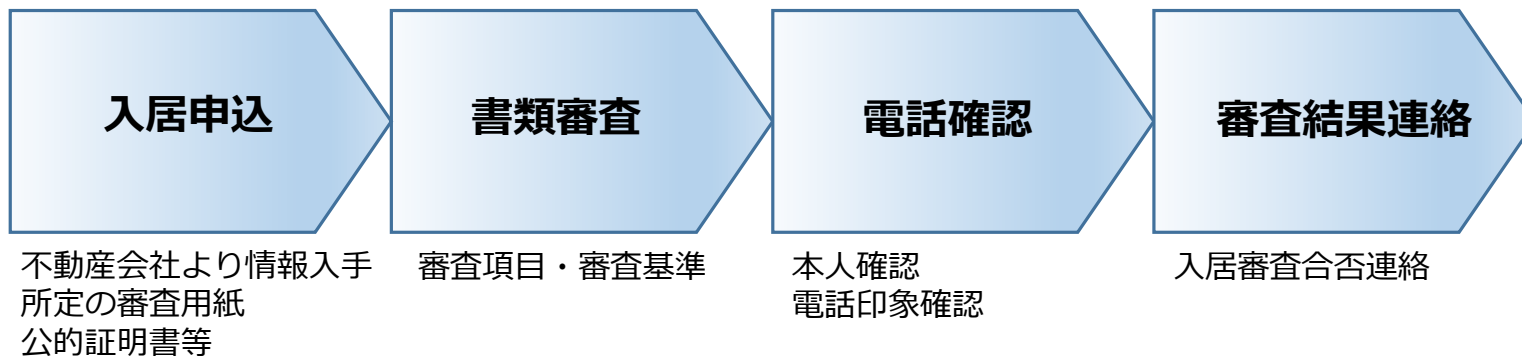 入居申込
書類審査
電話確認
審査結果連絡
不動産会社より情報入手
所定の審査用紙
公的証明書等
審査項目・審査基準
本人確認
電話印象確認
入居審査合否連絡